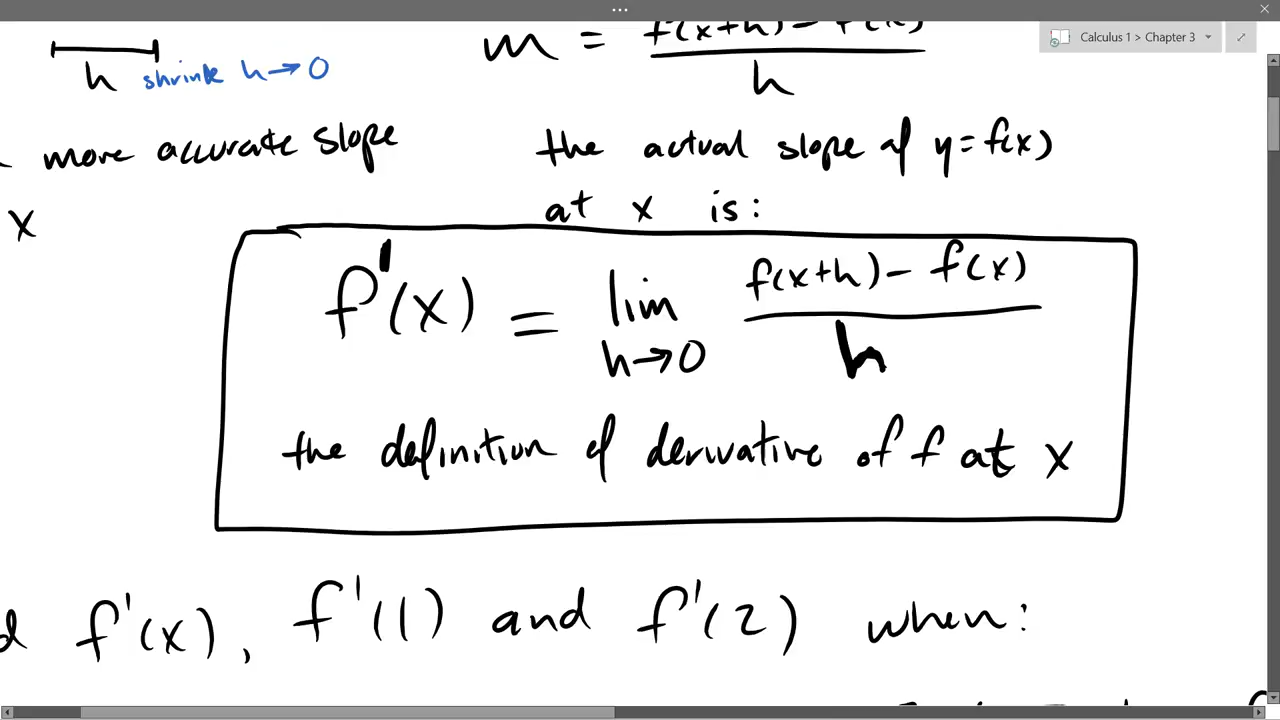 Calculus 1 > Chapter 3
m = f(x+h) - f(x) / h
h shrink h→0
more accurate slope
the actual slope of y=f(x)
x
at x is:
f'(x) = lim h→0 f(x+h) - f(x) / h
the definition of derivative of f at x
f'(x), f'(1) and f'(2) when: